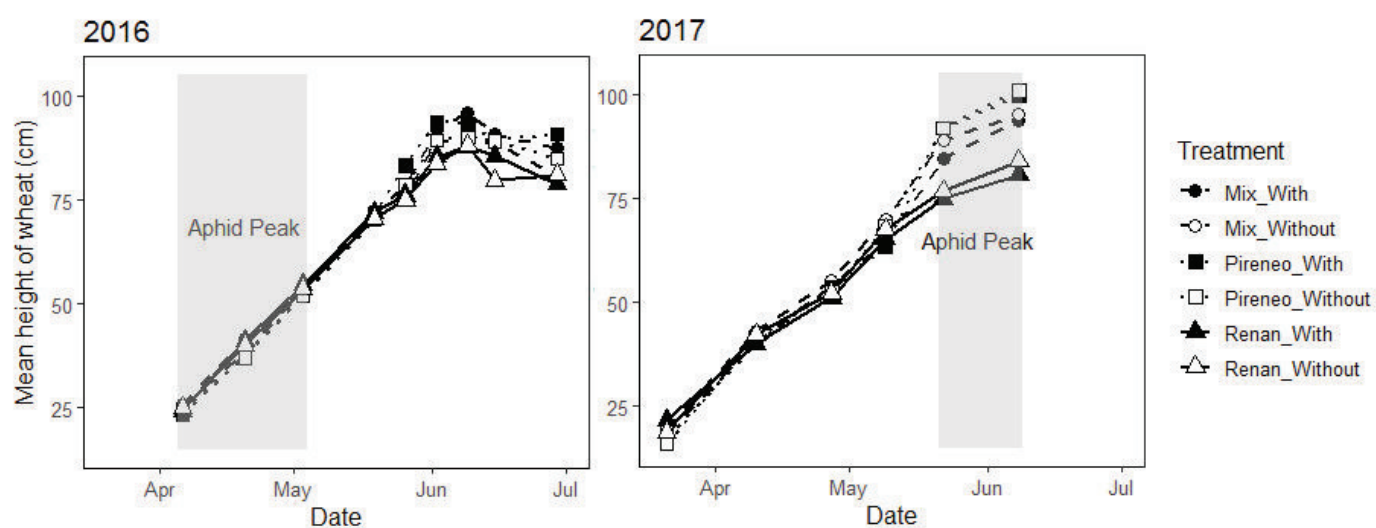 2016
100
75
50
25
Mean height of wheat (cm)
Aphid Peak
Apr
May
Jun
Jul
Date
2017
100
75
50
25
Aphid Peak
Apr
May
Jun
Jul
Date
Treatment
Mix_With
Mix_Without
Pireneo_With
Pireneo_Without
Renan_With
Renan_Without